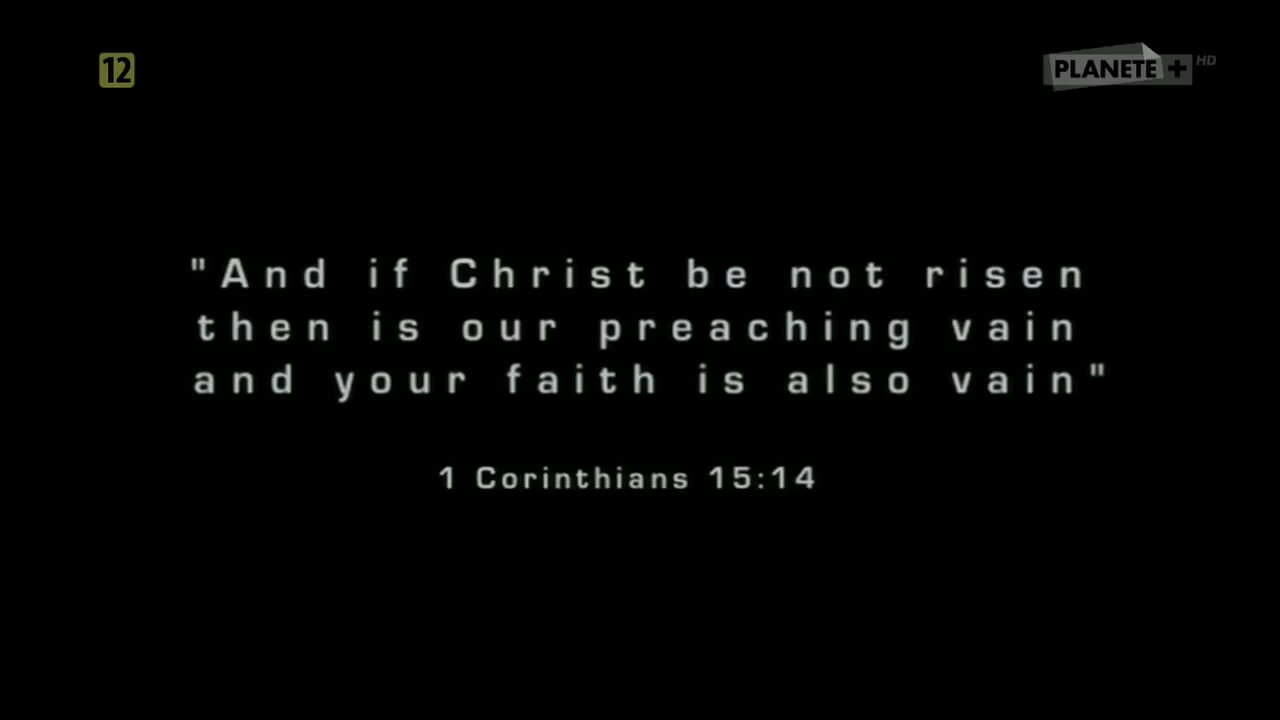 12
PLANETE + HD
"And if Christ be not risen
then is our preaching vain
and your faith is also vain"
1 Corinthians 15:14